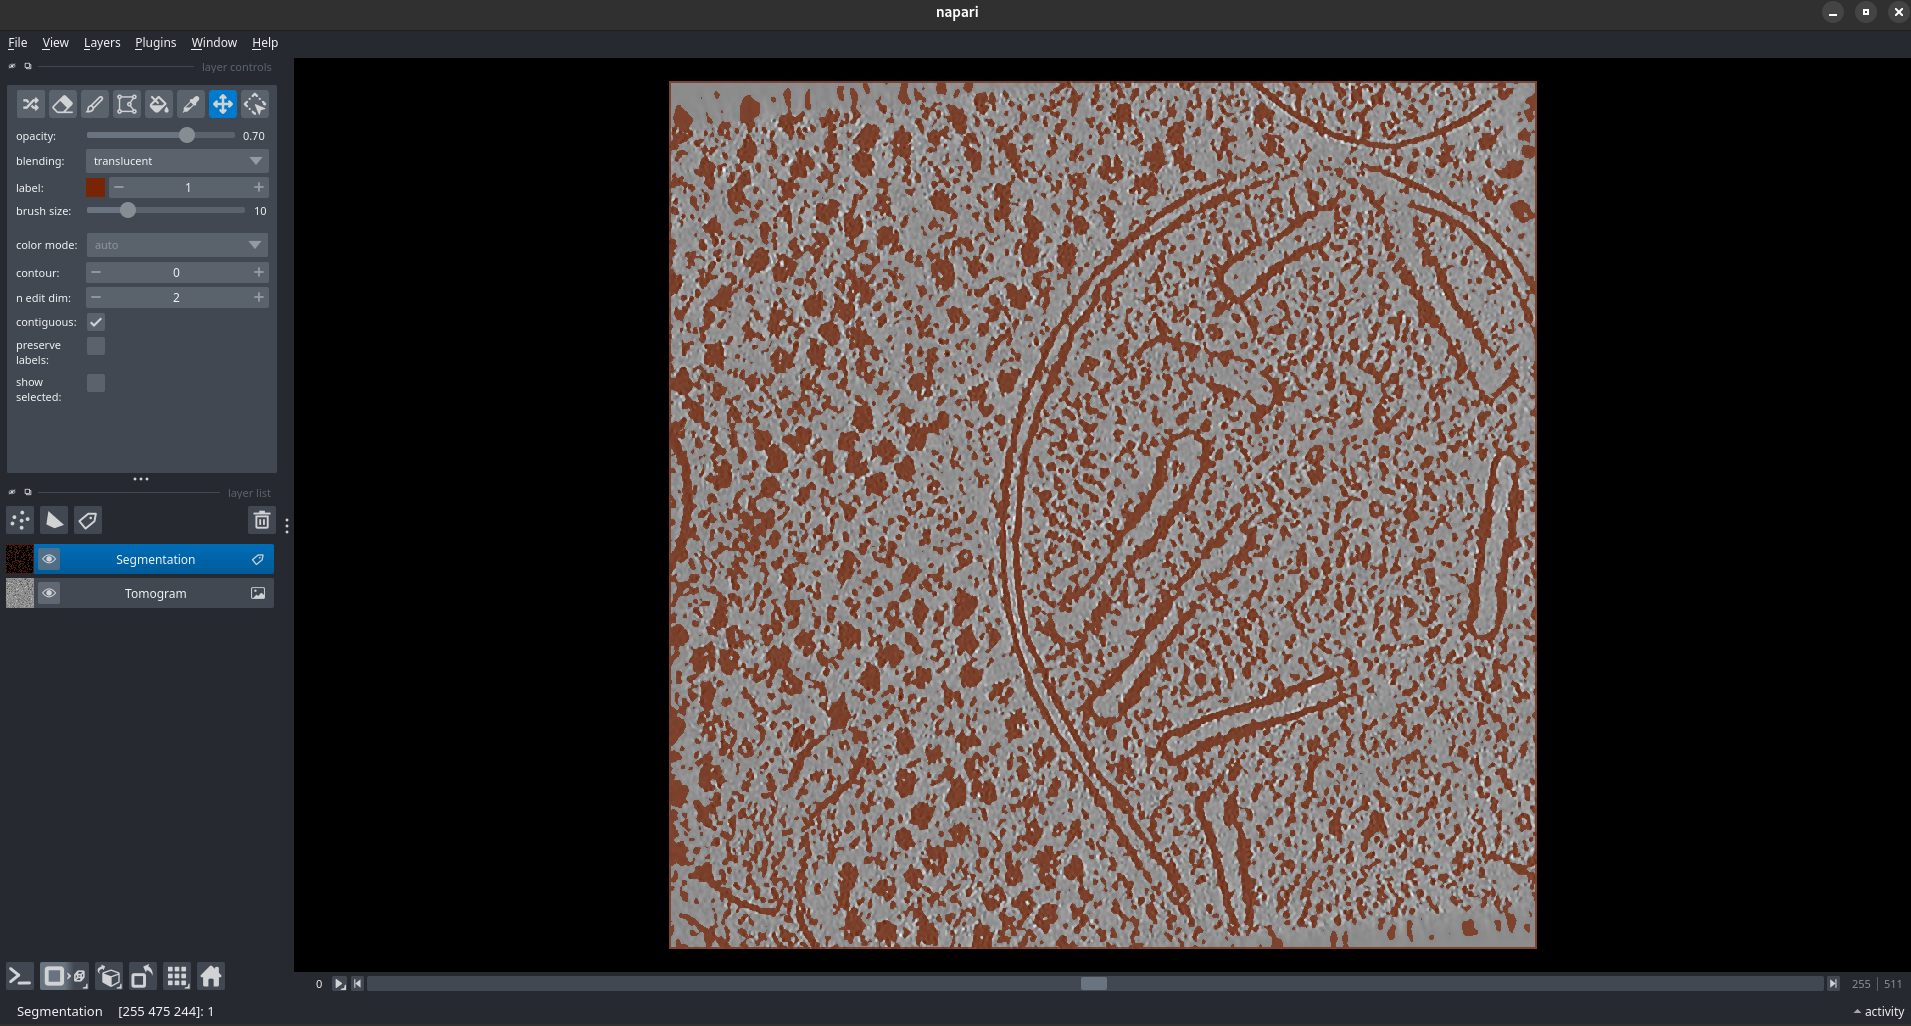 napari
File View Layers Plugins Window Help
layer controls
opacity: 0.70
blending: translucent
label: 1
brush size: 10
color mode: auto
contour: 0
n edit dim: 2
contiguous:
preserve
labels:
show
selected:
layer list
Segmentation
Tomogram
0 255 511
Segmentation [255 475 244]: 1 activity